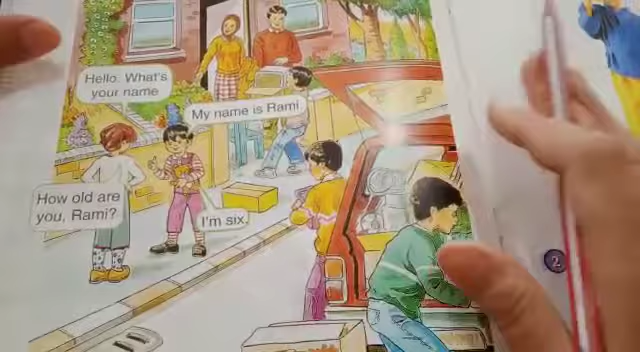 Hello. What's
your name
My name is Rami
How old are
you, Rami?
I'm six.
2